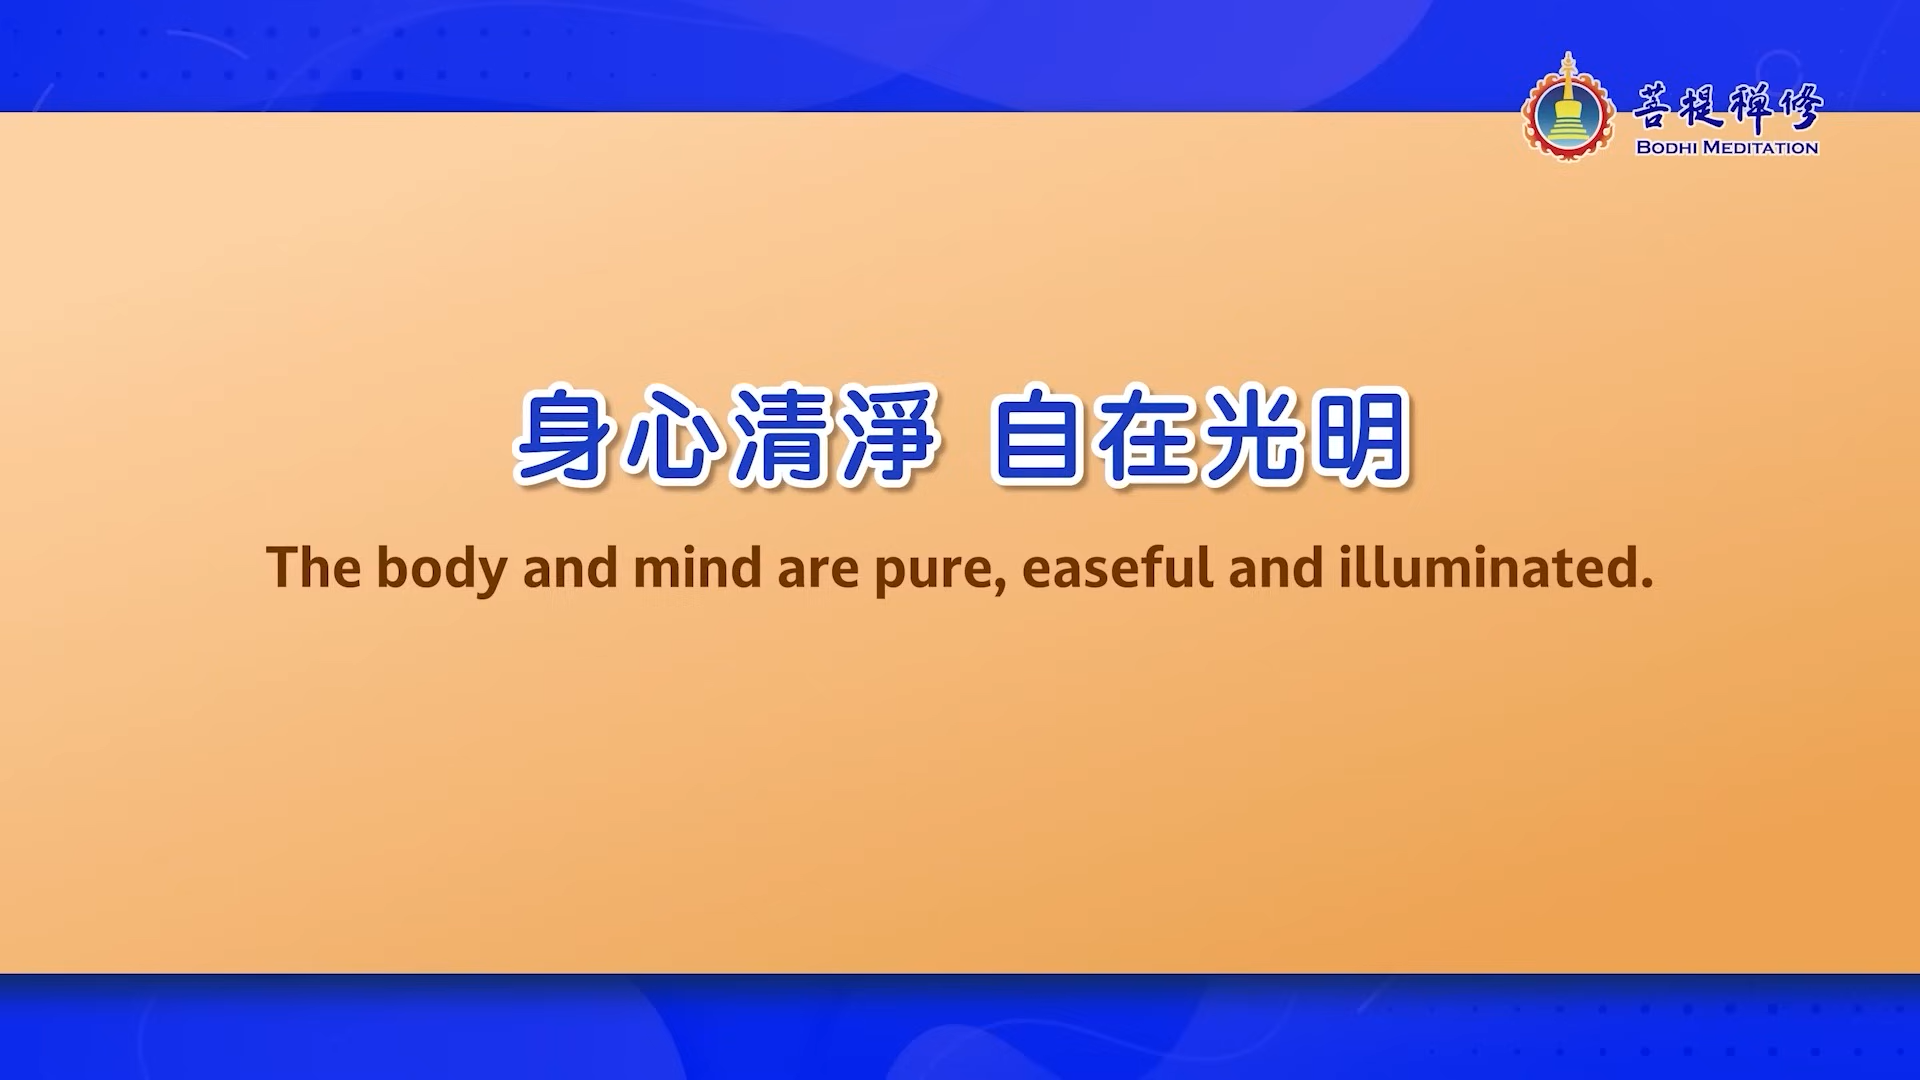 菩提禪修
BODHI MEDITATION
身心清淨 自在光明
The body and mind are pure, easeful and illuminated.